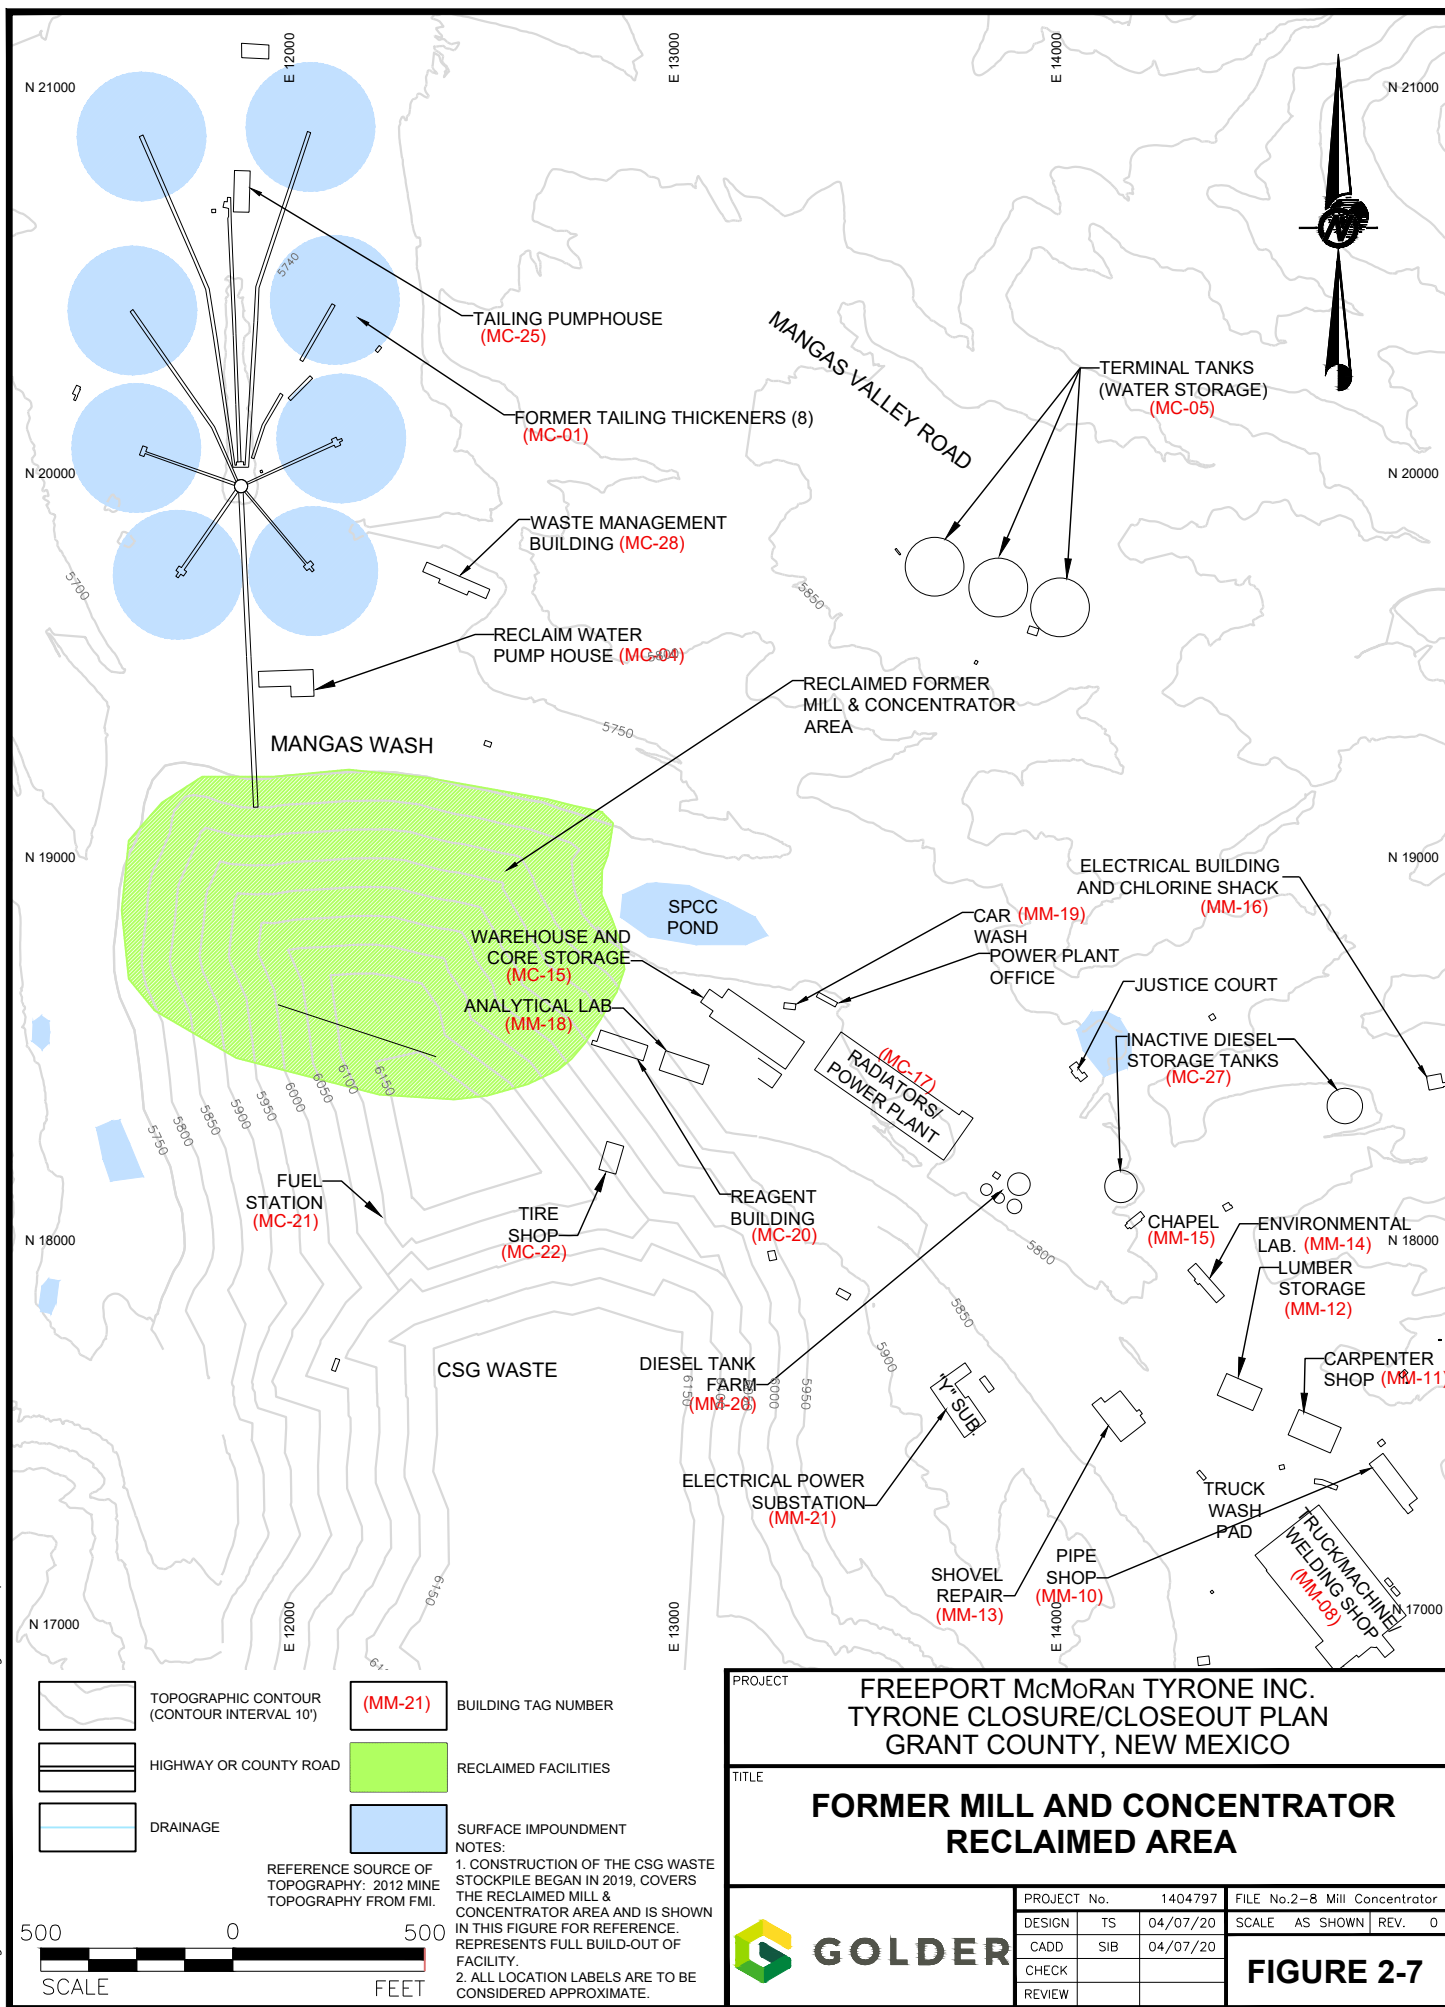 E 12000
E 13000
E 14000
N 21000
N 21000
5740
TAILING PUMPHOUSE
(MC-25)
MANGAS VALLEY ROAD
TERMINAL TANKS
(WATER STORAGE)
(MC-05)
FORMER TAILING THICKENERS (8)
(MC-01)
N 20000
N 20000
WASTE MANAGEMENT
BUILDING (MC-28)
5700
5850
RECLAIM WATER
PUMP HOUSE (MC-04)
5800
RECLAIMED FORMER
MILL & CONCENTRATOR
AREA
5750
MANGAS WASH
N 19000
N 19000
ELECTRICAL BUILDING
AND CHLORINE SHACK
(MM-16)
SPCC
POND
CAR (MM-19)
WASH
WAREHOUSE AND
CORE STORAGE
(MC-15)
POWER PLANT
OFFICE
JUSTICE COURT
ANALYTICAL LAB
(MM-18)
INACTIVE DIESEL
STORAGE TANKS
(MC-27)
(MC-17)
RADIATORS/
POWER PLANT
5750
5800
5850
5900
5950
6000
6050
6100
6150
FUEL
STATION
(MC-21)
TIRE
SHOP
(MC-22)
REAGENT
BUILDING
(MC-20)
CHAPEL
(MM-15)
ENVIRONMENTAL
LAB. (MM-14)
N 18000
N 18000
5800
LUMBER
STORAGE
(MM-12)
5850
5900
CSG WASTE
DIESEL TANK
FARM
(MM-20)
6150
6000
5950
"Y" SUB.
CARPENTER
SHOP (MM-11)
ELECTRICAL POWER
SUBSTATION
(MM-21)
TRUCK
WASH
PAD
TRUCK/MACHINE/
WELDING SHOP
(MM-08)
SHOVEL
REPAIR
(MM-13)
PIPE
SHOP
(MM-10)
6150
N 17000
N 17000
E 12000
E 13000
E 14000
TOPOGRAPHIC CONTOUR
(CONTOUR INTERVAL 10')
(MM-21)
BUILDING TAG NUMBER
HIGHWAY OR COUNTY ROAD
RECLAIMED FACILITIES
DRAINAGE
SURFACE IMPOUNDMENT
REFERENCE SOURCE OF
TOPOGRAPHY: 2012 MINE
TOPOGRAPHY FROM FMI.
NOTES:
1. CONSTRUCTION OF THE CSG WASTE
STOCKPILE BEGAN IN 2019, COVERS
THE RECLAIMED MILL &
CONCENTRATOR AREA AND IS SHOWN
IN THIS FIGURE FOR REFERENCE.
REPRESENTS FULL BUILD-OUT OF
FACILITY.
2. ALL LOCATION LABELS ARE TO BE
CONSIDERED APPROXIMATE.
500 0 500
SCALE FEET
PROJECT
FREEPORT McMoRan TYRONE INC.
TYRONE CLOSURE/CLOSEOUT PLAN
GRANT COUNTY, NEW MEXICO
TITLE
FORMER MILL AND CONCENTRATOR
RECLAIMED AREA
GOLDER
PROJECT No. 1404797 FILE No. 2-8 Mill Concentrator
DESIGN TS 04/07/20 SCALE AS SHOWN REV. 0
CADD SIB 04/07/20
CHECK
REVIEW
FIGURE 2-7